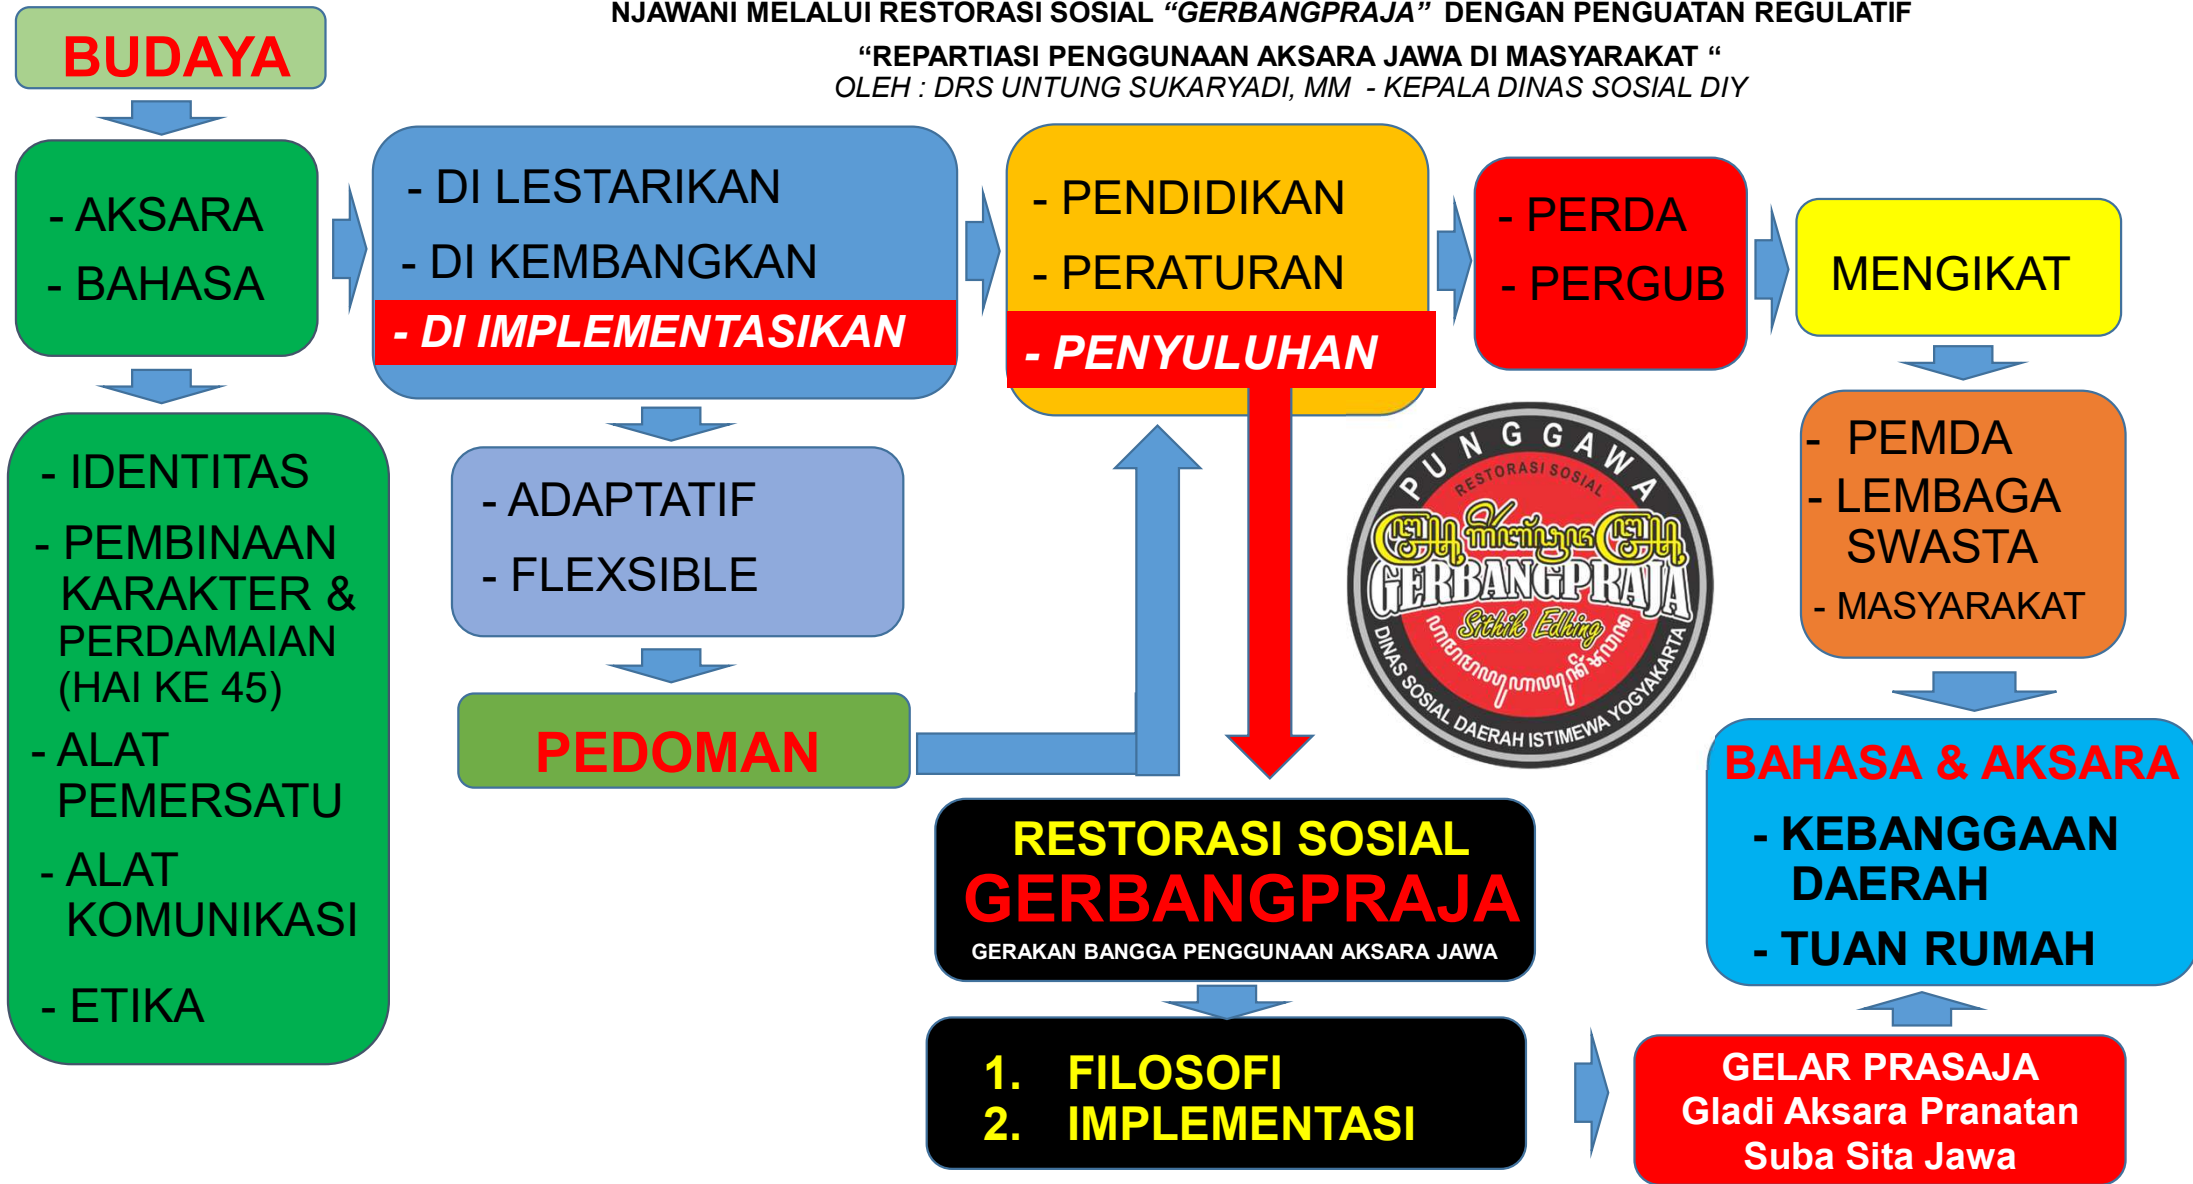 NJAWANI MELALUI RESTORASI SOSIAL “GERBANGPRAJA” DENGAN PENGUATAN REGULATIF
“REPARTIASI PENGGUNAAN AKSARA JAWA DI MASYARAKAT “
OLEH : DRS UNTUNG SUKARYADI, MM - KEPALA DINAS SOSIAL DIY
BUDAYA
- AKSARA
- BAHASA
- DI LESTARIKAN
- DI KEMBANGKAN
- DI IMPLEMENTASIKAN
- PENDIDIKAN
- PERATURAN
- PENYULUHAN
- PERDA
- PERGUB
MENGIKAT
- IDENTITAS
- PEMBINAAN
KARAKTER &
PERDAMAIAN
(HAI KE 45)
- ALAT
PEMERSATU
- ALAT
KOMUNIKASI
- ETIKA
- ADAPTATIF
- FLEXSIBLE
PEDOMAN
PUNGGAWA
RESTORASI SOSIAL
GERBANGPRAJA
Sithik Edhing
DINAS SOSIAL DAERAH ISTIMEWA YOGYAKARTA
- PEMDA
- LEMBAGA
SWASTA
- MASYARAKAT
BAHASA & AKSARA
- KEBANGGAAN
DAERAH
- TUAN RUMAH
RESTORASI SOSIAL
GERBANGPRAJA
GERAKAN BANGGA PENGGUNAAN AKSARA JAWA
1. FILOSOFI
2. IMPLEMENTASI
GELAR PRASAJA
Gladi Aksara Pranatan
Suba Sita Jawa